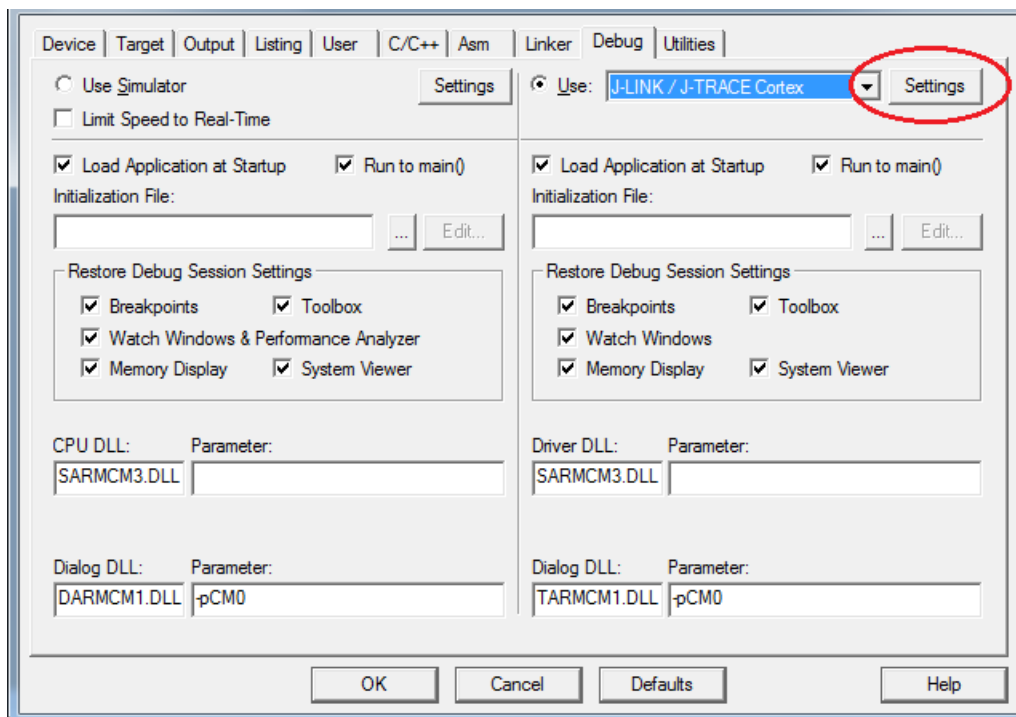 Device Target Output Listing User C/C++ Asm Linker Debug Utilities
Use Simulator Settings
Limit Speed to Real-Time
Load Application at Startup Run to main()
Initialization File:
... Edit...
Restore Debug Session Settings
Breakpoints Toolbox
Watch Windows & Performance Analyzer
Memory Display System Viewer
CPU DLL: Parameter:
SARMCM3.DLL
Dialog DLL: Parameter:
DARMCM1.DLL -pCM0
Use: J-LINK / J-TRACE Cortex Settings
Load Application at Startup Run to main()
Initialization File:
... Edit...
Restore Debug Session Settings
Breakpoints Toolbox
Watch Windows
Memory Display System Viewer
Driver DLL: Parameter:
SARMCM3.DLL
Dialog DLL: Parameter:
TARMCM1.DLL -pCM0
OK Cancel Defaults Help